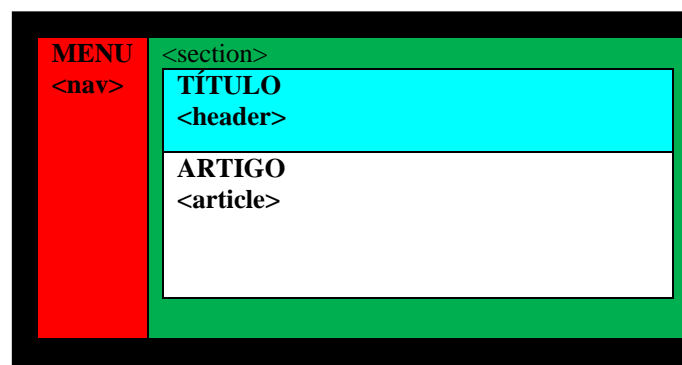 MENU
<nav>
<section>
TÍTULO
<header>
ARTIGO
<article>